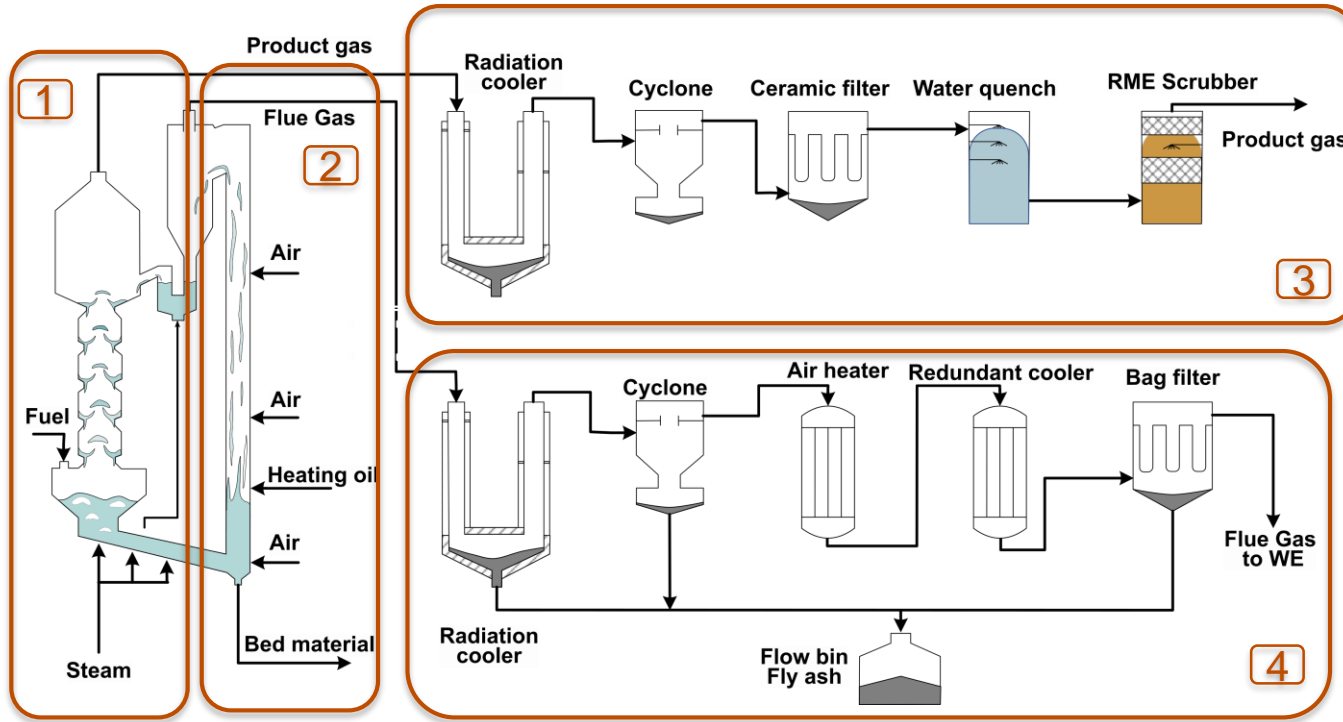 1
Product gas
Flue Gas
2
Air
Air
Heating oil
Air
Fuel
Steam
Bed material
Radiation
cooler
Cyclone
Ceramic filter
Water quench
RME Scrubber
Product gas
3
Cyclone
Air heater
Redundant cooler
Bag filter
Flue Gas
to WE
Radiation
cooler
Flow bin
Fly ash
4